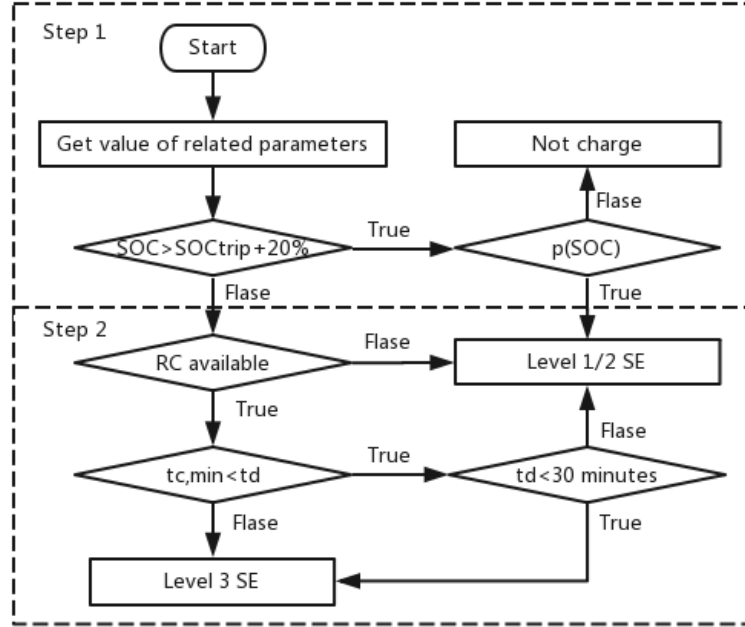 Step 1
Start
Get value of related parameters
Not charge
Flase
SOC>SOCtrip+20%
True
p(SOC)
Flase
True
Step 2
RC available
Flase
Level 1/2 SE
True
Flase
tc,min<td
True
td<30 minutes
Flase
True
Level 3 SE